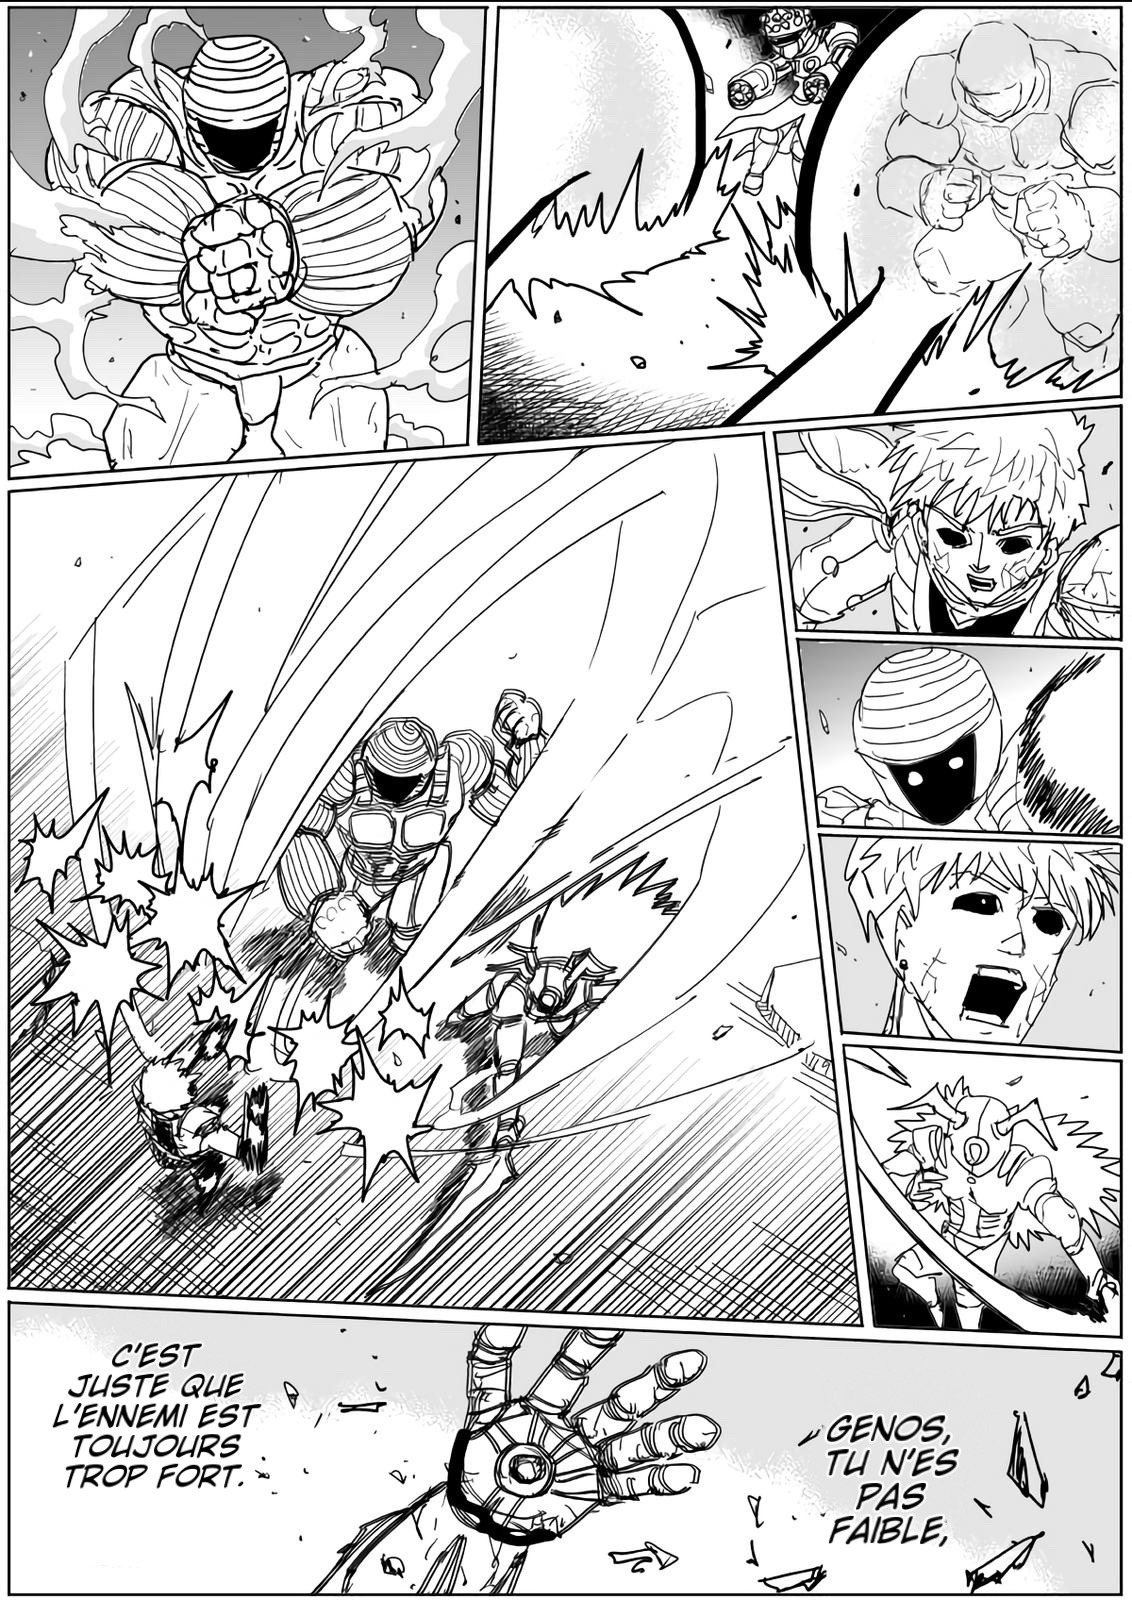 GENOS,
TU N'ES
PAS
FAIBLE,
C'EST
JUSTE QUE
L'ENNEMI EST
TOUJOURS
TROP FORT.